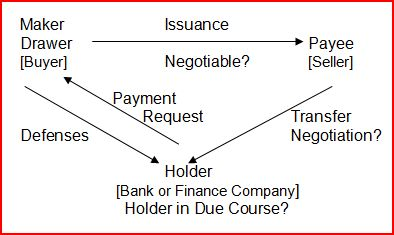 Maker
Drawer
[Buyer]
Issuance
Negotiable?
Payee
[Seller]
Payment
Request
Defenses
Transfer
Negotiation?
Holder
[Bank or Finance Company]
Holder in Due Course?